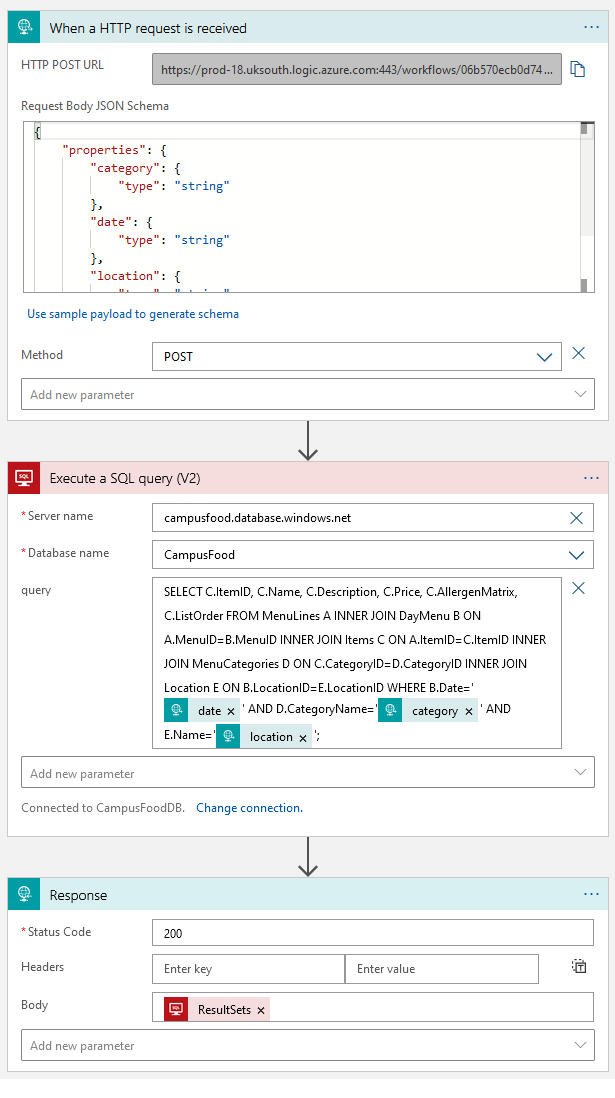 When a HTTP request is received
HTTP POST URL
https://prod-18.uksouth.logic.azure.com:443/workflows/06b570ecb0d74...
Request Body JSON Schema
{
"properties": {
"category": {
"type": "string"
},
"date": {
"type": "string"
},
"location": {
Use sample payload to generate schema
Method
POST
Add new parameter
SQL
Execute a SQL query (V2)
* Server name
campusfood.database.windows.net
* Database name
CampusFood
query
SELECT C.ItemID, C.Name, C.Description, C.Price, C.AllergenMatrix,
C.ListOrder FROM MenuLines A INNER JOIN DayMenu B ON
A.MenuID=B.MenuID INNER JOIN Items C ON A.ItemID=C.ItemID INNER
JOIN MenuCategories D ON C.CategoryID=D.CategoryID INNER JOIN
Location E ON B.LocationID=E.LocationID WHERE B.Date='
date × ' AND D.CategoryName=' category × ' AND
E.Name=' location × ';
Add new parameter
Connected to CampusFoodDB. Change connection.
Response
* Status Code
200
Headers
Enter key
Enter value
Body
SQL ResultSets ×
Add new parameter